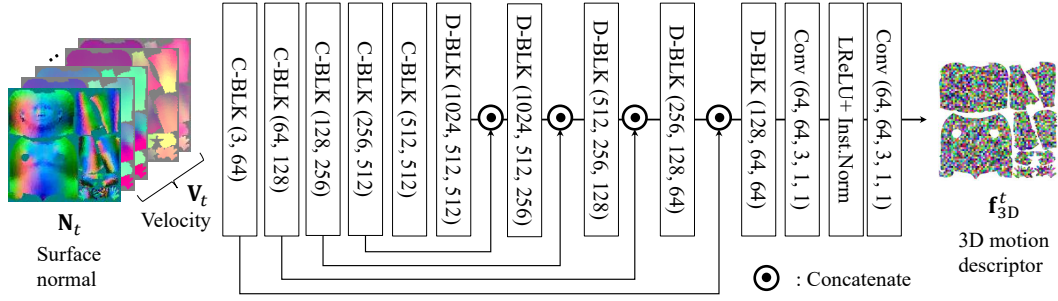 C-BLK (3, 64)
C-BLK (64, 128)
C-BLK (128, 256)
C-BLK (256, 512)
C-BLK (512, 512)
D-BLK (1024, 512, 512)
D-BLK (1024, 512, 256)
D-BLK (512, 256, 128)
D-BLK (256, 128, 64)
D-BLK (128, 64, 64)
Conv (64, 64, 3, 1, 1)
LReLU+ Inst.Norm
Conv (64, 64, 3, 1, 1)
V_t
Velocity
N_t
Surface
normal
f^t_3D
3D motion
descriptor
: Concatenate